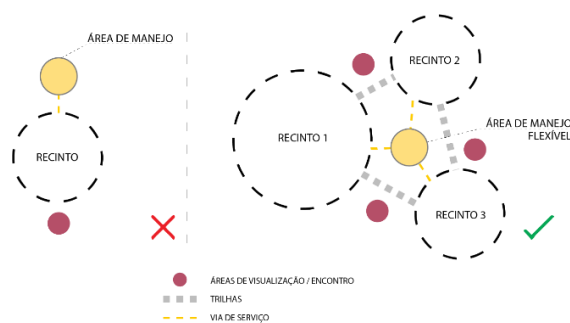 ÁREA DE MANEJO
RECINTO
RECINTO 1
RECINTO 2
ÁREA DE MANEJO
FLEXÍVEL
RECINTO 3
ÁREAS DE VISUALIZAÇÃO / ENCONTRO
TRILHAS
VIA DE SERVIÇO